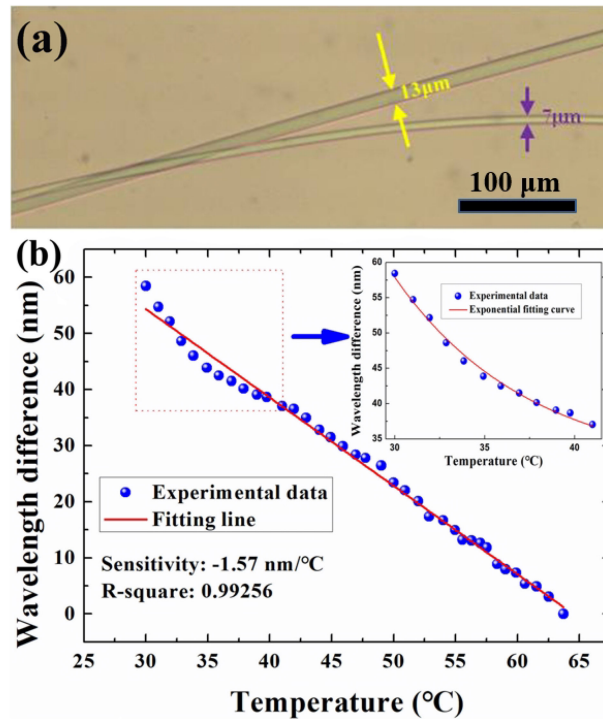 (a)
13μm
7μm
100 μm
(b)
Wavelength difference (nm)
60
50
40
30
20
10
0
25
30
35
40
45
50
55
60
65
Temperature (℃)
Experimental data
Fitting line
Sensitivity: -1.57 nm/℃
R-square: 0.99256
Wavelength difference (nm)
60
55
50
45
40
35
30
35
40
Temperature (℃)
Experimental data
Exponential fitting curve